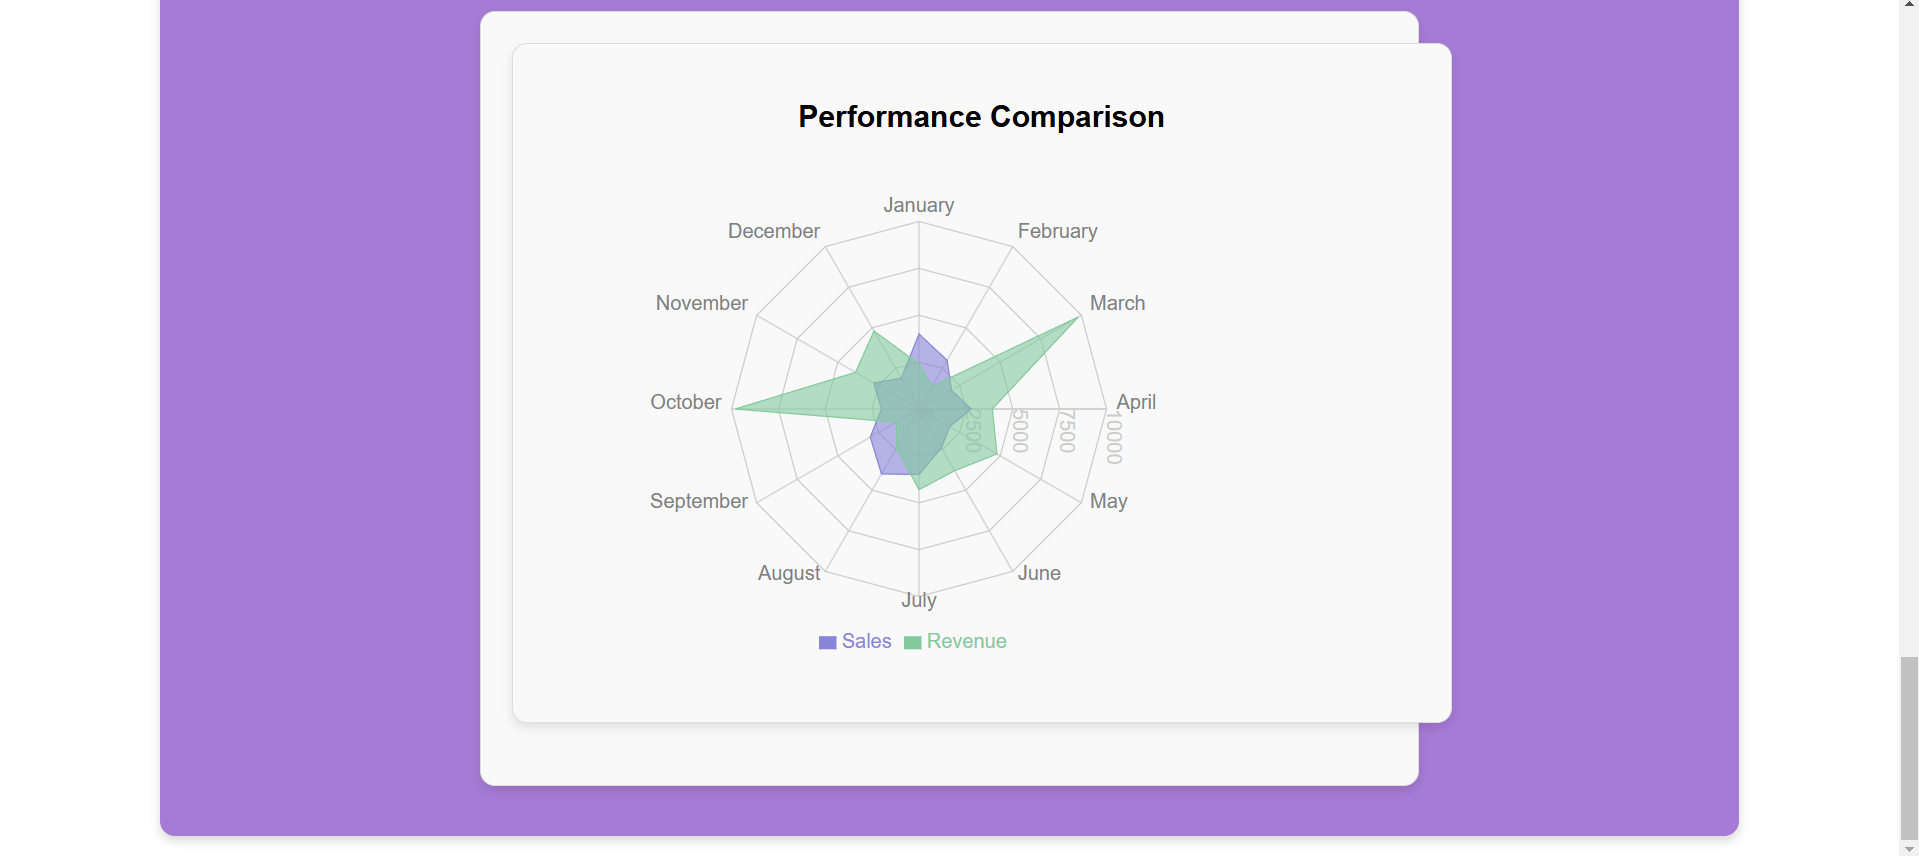 Performance Comparison
January
December
February
November
March
October
April
0
2500
5000
7500
10000
September
May
August
June
July
Sales
Revenue